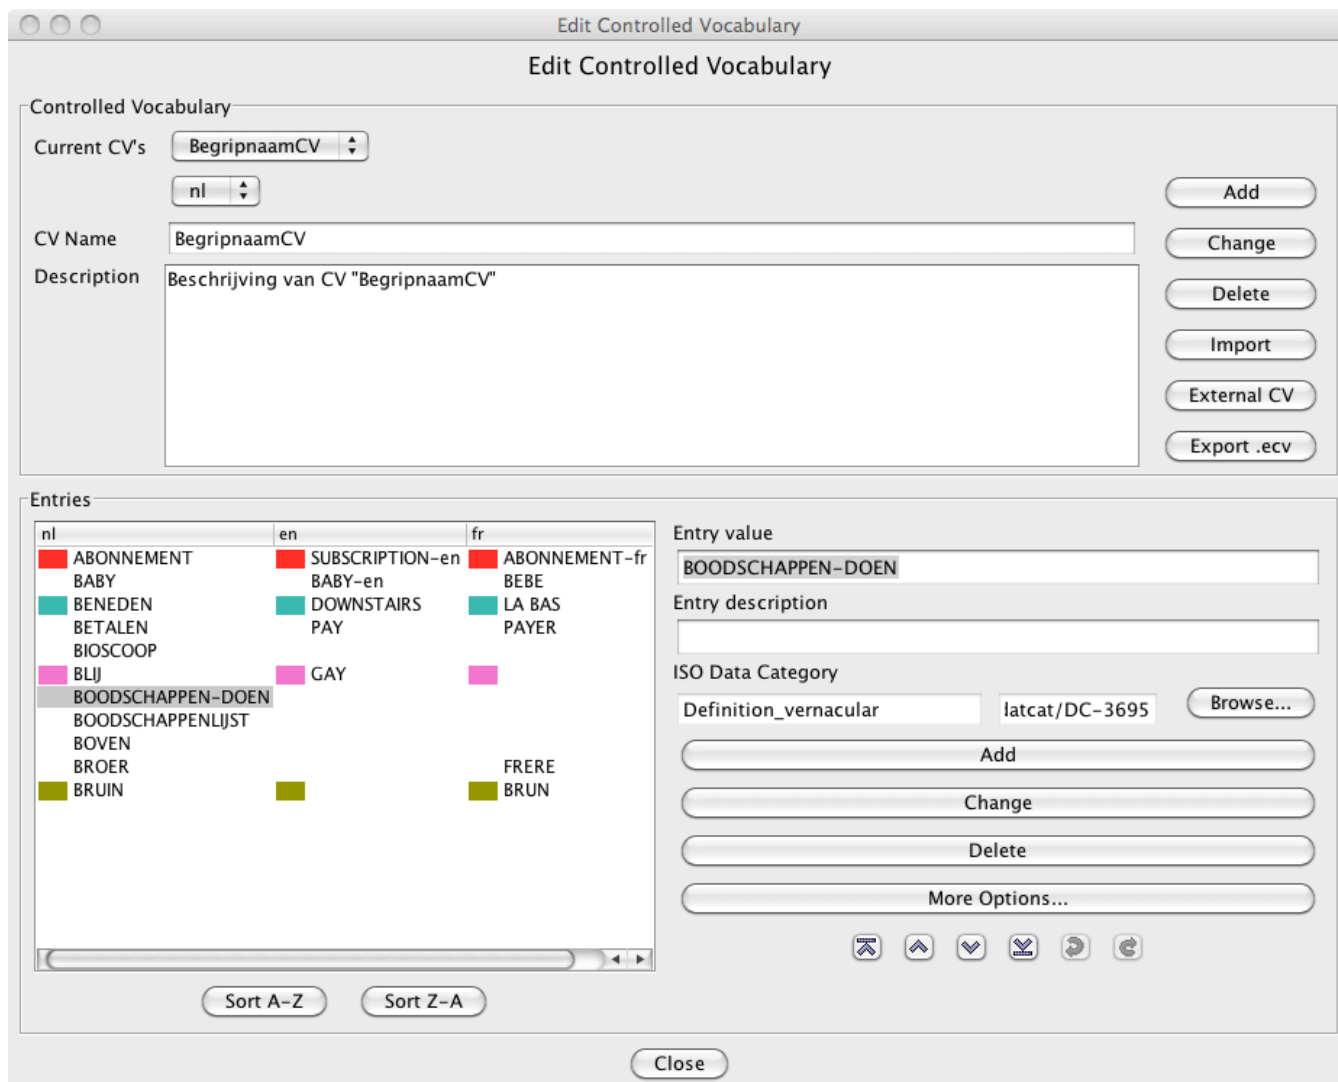 Edit Controlled Vocabulary
Edit Controlled Vocabulary
Controlled Vocabulary
Current CV's BegripnaamCV
nl
Add
CV Name BegripnaamCV
Change
Description Beschrijving van CV "BegripnaamCV"
Delete
Import
External CV
Export .ecv
Entries
nl en fr
ABONNEMENT SUBSCRIPTION-en ABONNEMENT-fr
BABY BABY-en BEBE
BENEDEN DOWNSTAIRS LA BAS
BETALEN PAY PAYER
BIOSCOOP
BLIJ GAY
BOODSCHAPPEN-DOEN
BOODSCHAPPENLIJST
BOVEN
BROER FRERE
BRUIN BRUN
Sort A-Z Sort Z-A
Entry value
BOODSCHAPPEN-DOEN
Entry description
ISO Data Category
Definition_vernacular latcat/DC-3695 Browse...
Add
Change
Delete
More Options...
Close